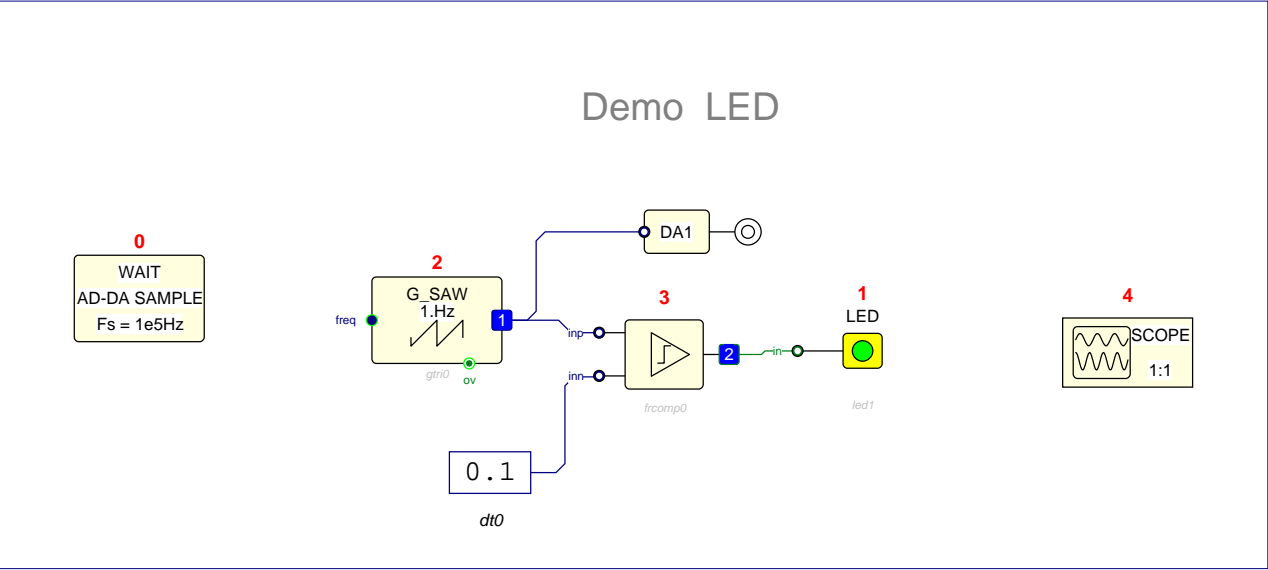 Demo LED
0
WAIT
AD-DA SAMPLE
Fs = 1e5Hz
2
G_SAW
1.Hz
freq
1
gtri0
ov
DA1
3
inp
inn
2
frcomp0
1
LED
in
led1
4
SCOPE
1:1
0.1
dt0